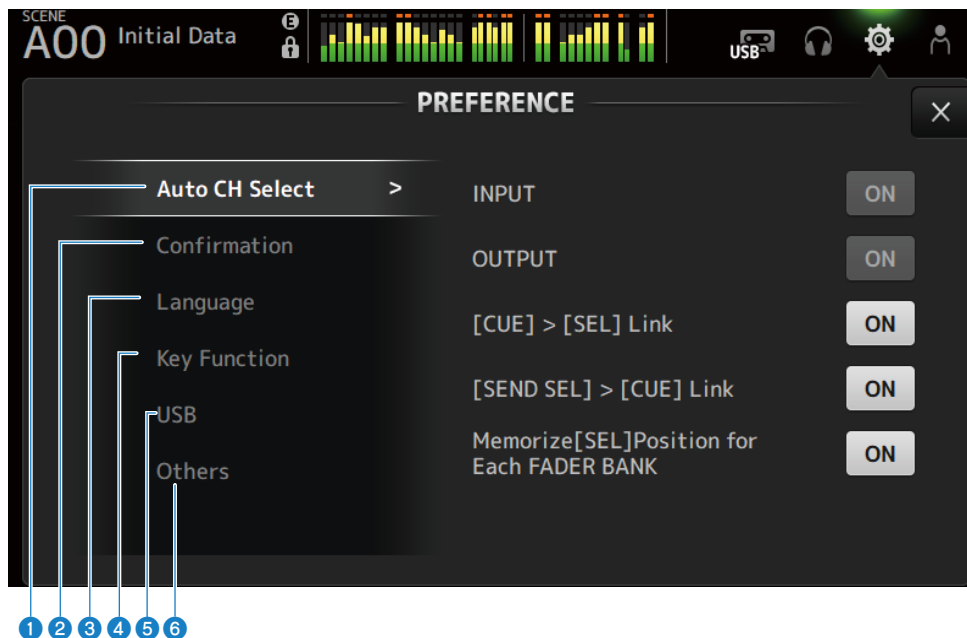 SCENE
A00 Initial Data
E
USB
PREFERENCE
Auto CH Select >
INPUT ON
Confirmation
OUTPUT ON
Language
[CUE] > [SEL] Link ON
Key Function
[SEND SEL] > [CUE] Link ON
USB
Memorize[SEL]Position for
Each FADER BANK ON
Others
1 2 3 4 5 6